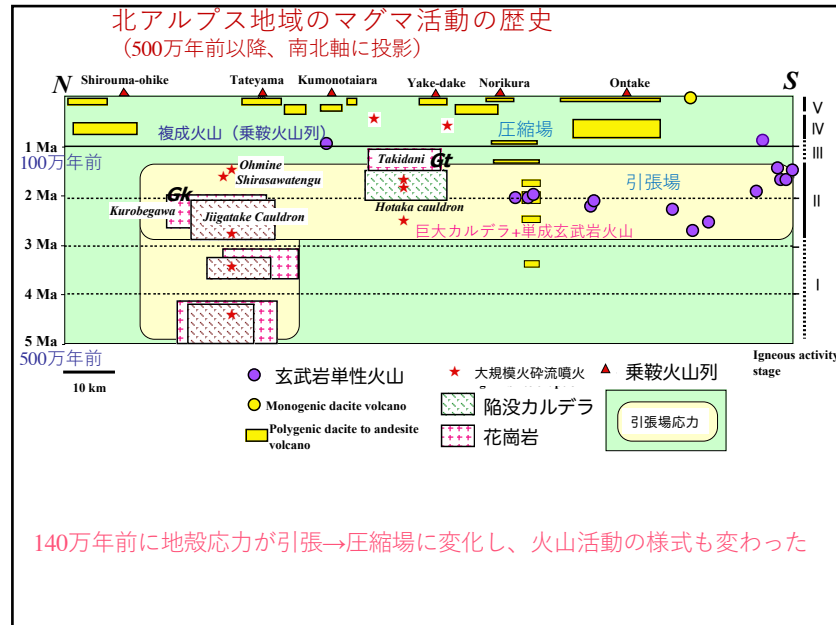 北アルプス地域のマグマ活動の歴史
（500万年前以降、南北軸に投影）
N Shirouma-ohike Tateyama Kumonotaiara Yake-dake Norikura Ontake S
複成火山（乗鞍火山列） 圧縮場
1 Ma
100万年前
2 Ma
3 Ma
4 Ma
5 Ma
500万年前
Ohmine
Shirasawatengu
Takidani Gt
Gk
Kurobegawa
Jiigatake Cauldron
Hotaka cauldron
引張場
巨大カルデラ+単成玄武岩火山
V
IV
III
II
I
Igneous activity
stage
10 km
玄武岩単性火山
大規模火砕流噴火
乗鞍火山列
Monogenic dacite volcano
陥没カルデラ
Polygenic dacite to andesite
volcano
花崗岩
引張場応力
140万年前に地殻応力が引張→圧縮場に変化し、火山活動の様式も変わった